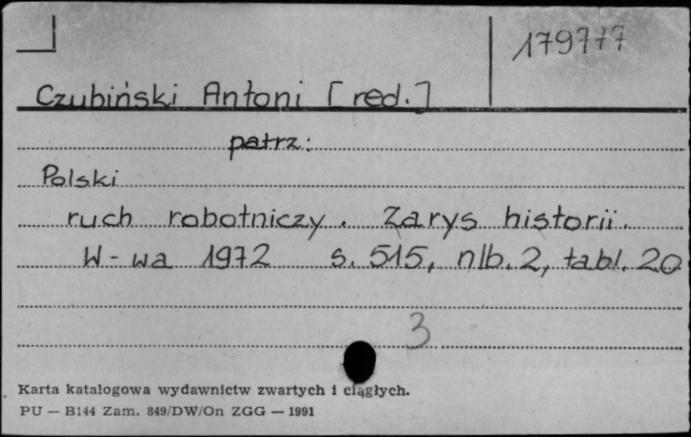 179777
Czubiński Antoni [red.]
patrz:
Polski
ruch robotniczy. Zarys historii.
W-wa 1972 s. 515, nlb. 2, tabl. 20
3
Karta katalogowa wydawnictw zwartych i ciągłych.
PU — B144 Zam. 849/DW/On ZGG — 1991